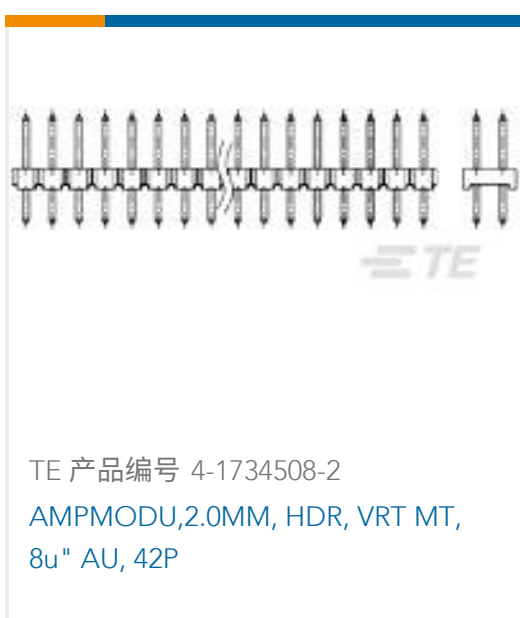 TE
TE 产品编号 4-1734508-2
AMPMODU,2.0MM, HDR, VRT MT,
8u" AU, 42P